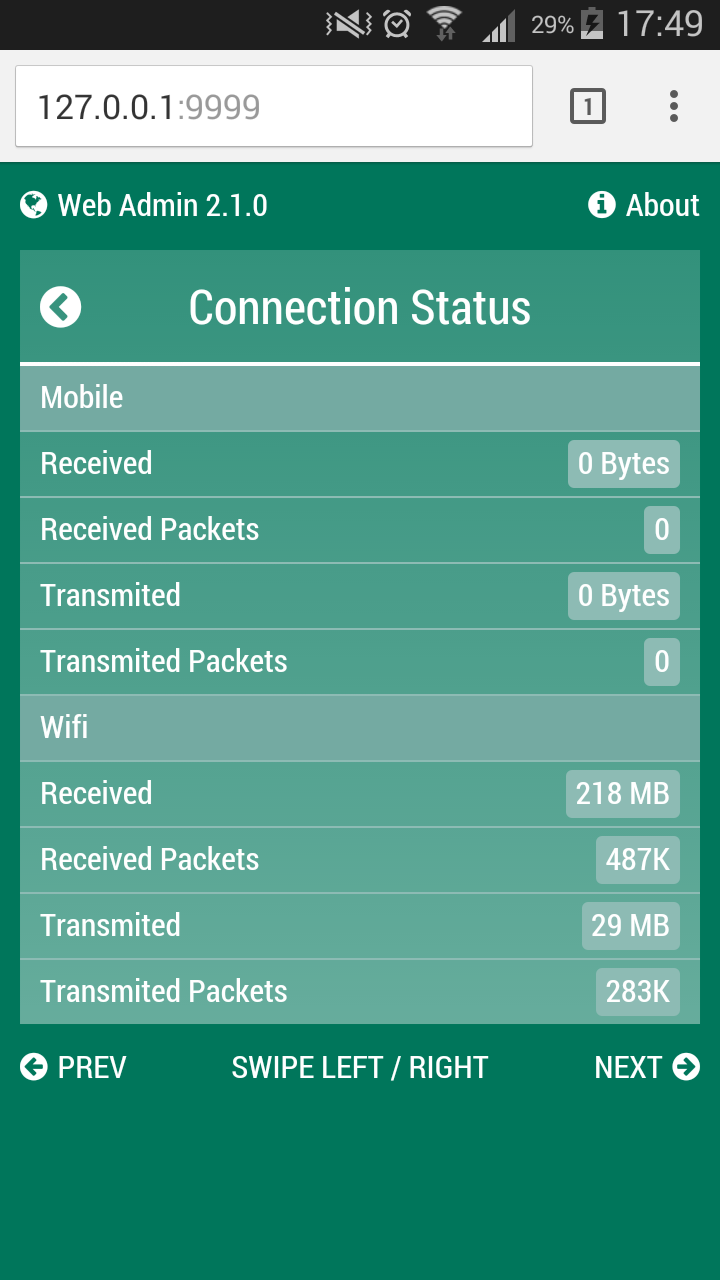 29% 17:49
127.0.0.1:9999 1
Web Admin 2.1.0 About
Connection Status
Mobile
Received 0 Bytes
Received Packets 0
Transmited 0 Bytes
Transmited Packets 0
Wifi
Received 218 MB
Received Packets 487K
Transmited 29 MB
Transmited Packets 283K
PREV SWIPE LEFT / RIGHT NEXT